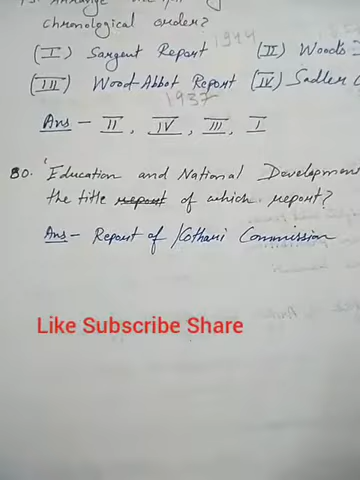 chronological order?
1944
(I) Sargent Report (II) Wood's
(III) Wood-Abbot Report (IV) Sadler
1937
Ans - II, IV, III, I
80. 'Education and National Development
the title report of which report?
Ans - Report of Kothari Commission
Like Subscribe Share